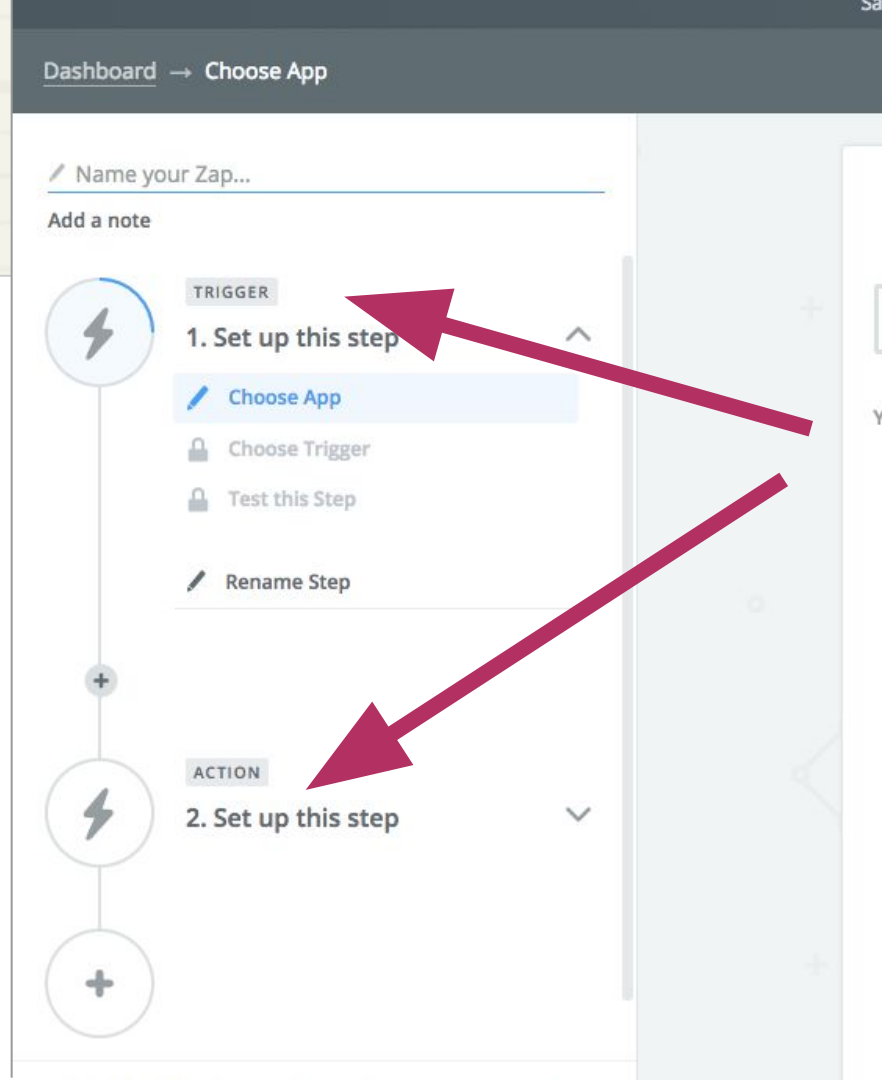 Dashboard → Choose App
Name your Zap...
Add a note
TRIGGER
1. Set up this step
Choose App
Choose Trigger
Test this Step
Rename Step
ACTION
2. Set up this step